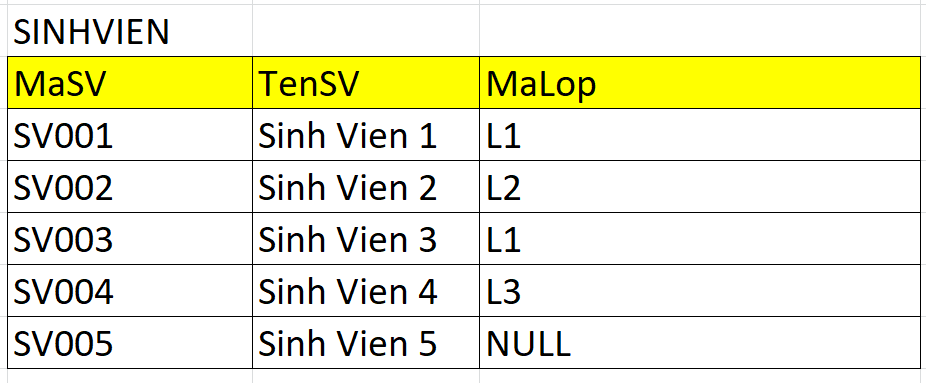 SINHVIEN
MaSV TenSV MaLop
SV001 Sinh Vien 1 L1
SV002 Sinh Vien 2 L2
SV003 Sinh Vien 3 L1
SV004 Sinh Vien 4 L3
SV005 Sinh Vien 5 NULL